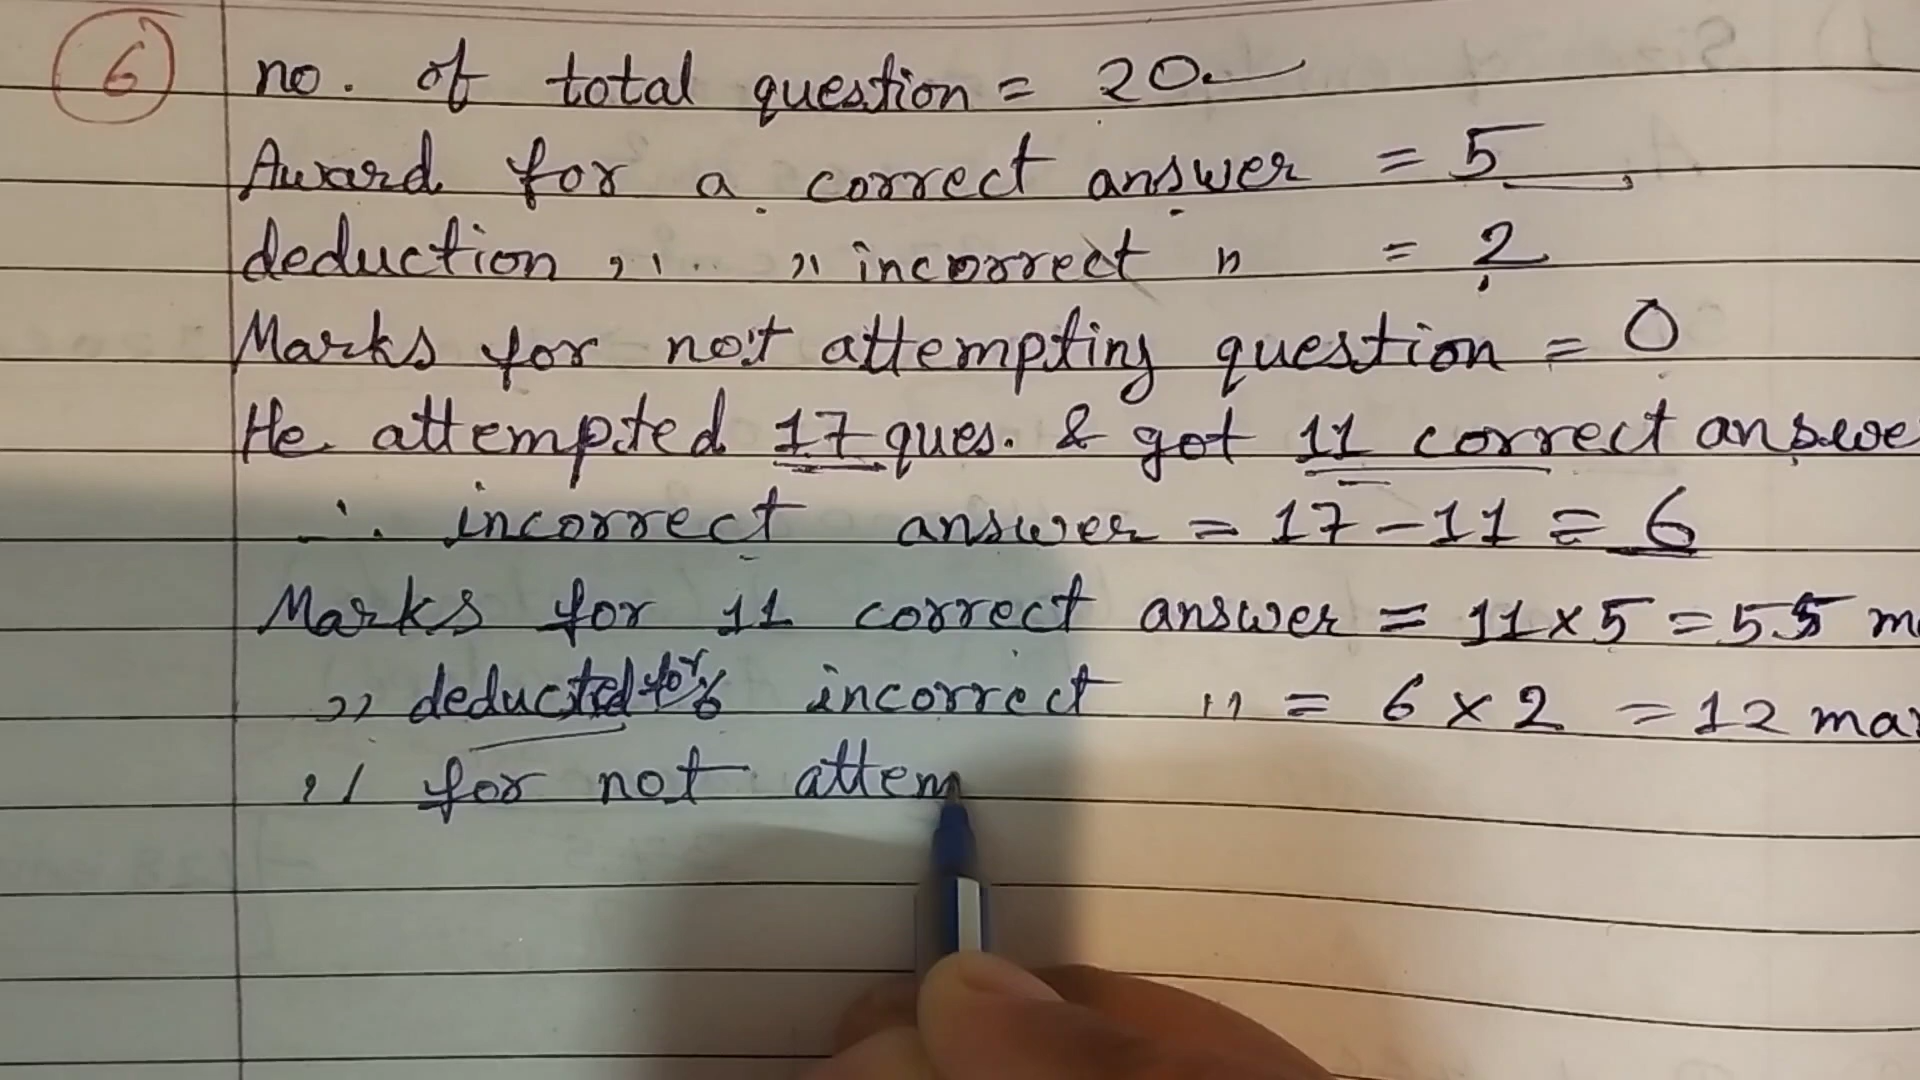 6
no. of total question = 20
Award for a correct answer = 5
deduction ,, ,, incorrect ,, = 2
Marks for not attempting question = 0
He attempted 17 ques. & got 11 correct answe
∴ incorrect answer = 17 - 11 = 6
Marks for 11 correct answer = 11 × 5 = 55 m
,, deducted for 6 incorrect ,, = 6 × 2 = 12 mar
,, for not attem